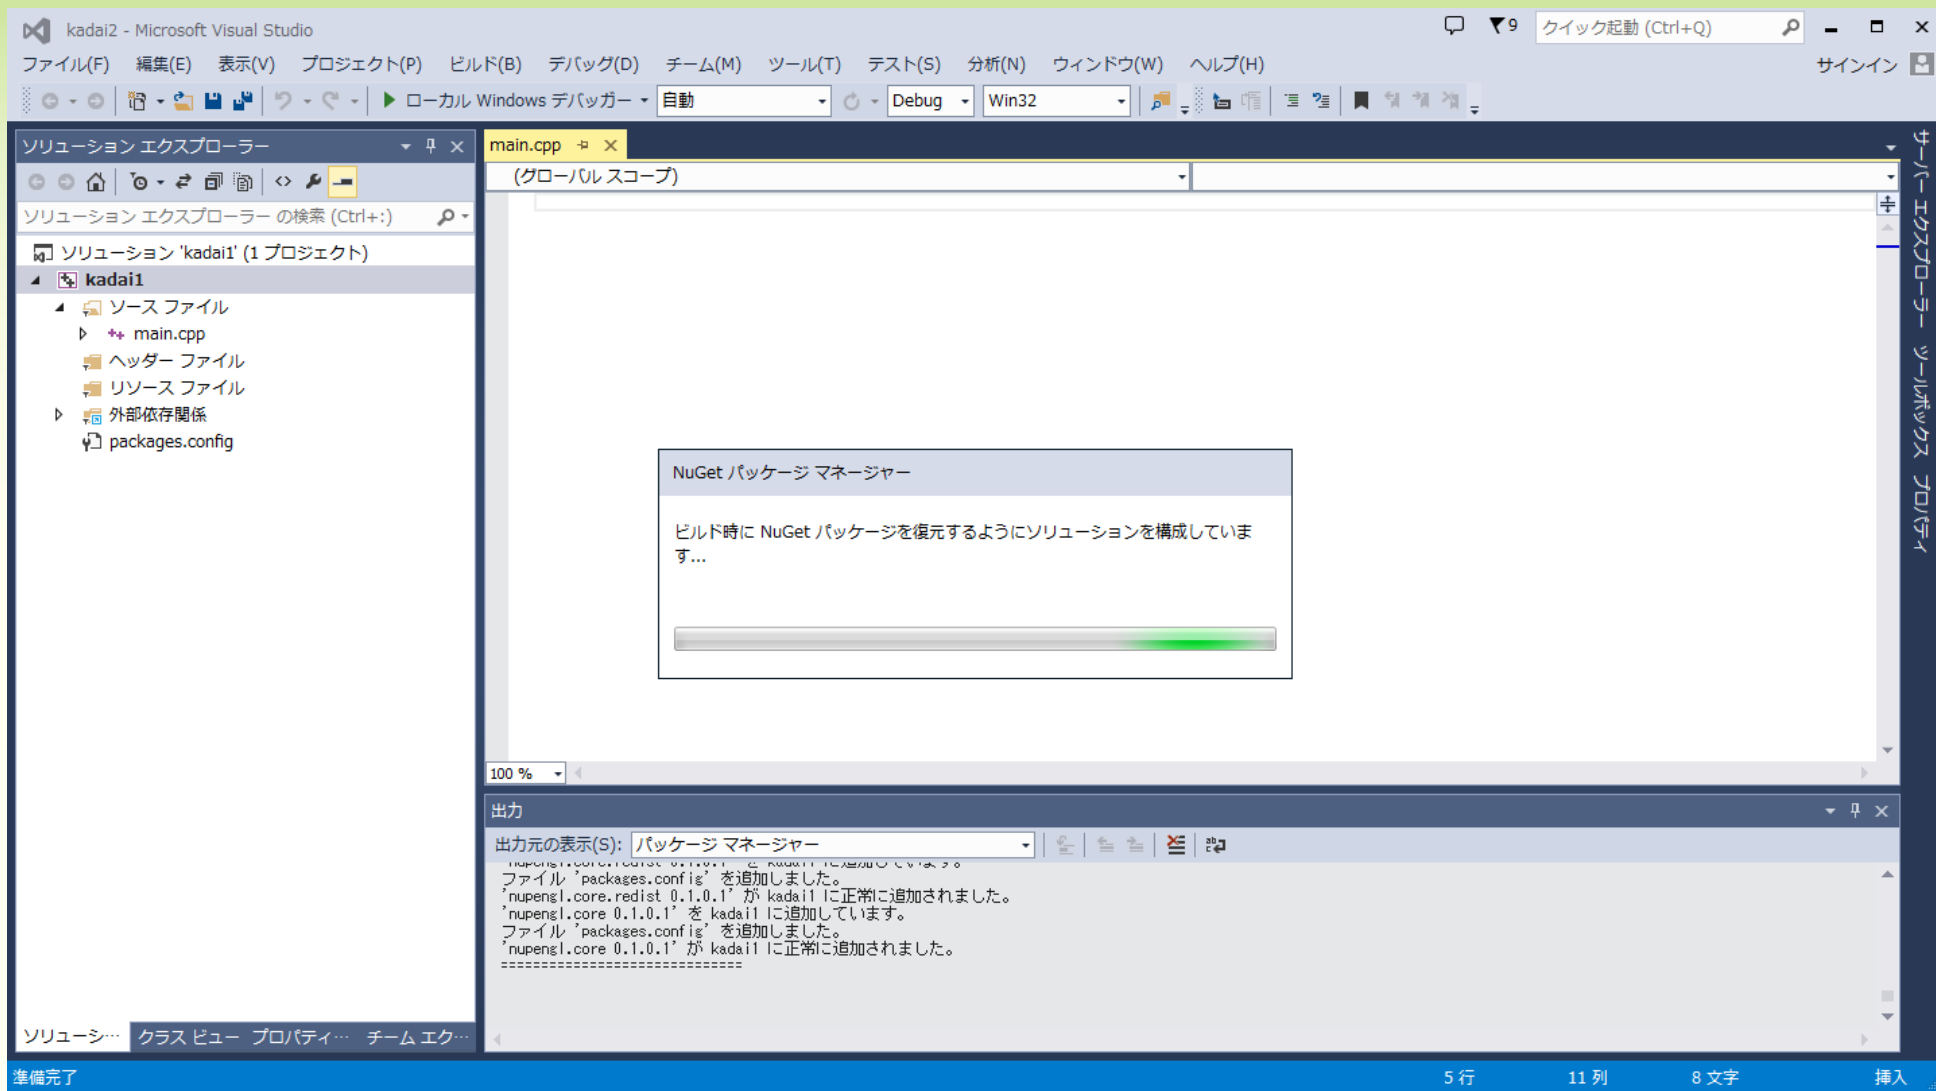 kadai2 - Microsoft Visual Studio
9
クイック起動 (Ctrl+Q)
ファイル(F) 編集(E) 表示(V) プロジェクト(P) ビルド(B) デバッグ(D) チーム(M) ツール(T) テスト(S) 分析(N) ウィンドウ(W) ヘルプ(H)
サインイン
ローカル Windows デバッガー 自動 Debug Win32
ソリューション エクスプローラー
ソリューション エクスプローラー の検索 (Ctrl+:)
ソリューション 'kadai1' (1 プロジェクト)
kadai1
ソース ファイル
main.cpp
ヘッダー ファイル
リソース ファイル
外部依存関係
packages.config
ソリューシ… クラス ビュー プロパティ… チーム エク…
main.cpp
(グローバル スコープ)
NuGet パッケージ マネージャー
ビルド時に NuGet パッケージを復元するようにソリューションを構成していま
す...
100 %
出力
出力元の表示(S): パッケージ マネージャー
'nupengl.core.redist 0.1.0.1' を kadai1 に追加しています。
ファイル 'packages.config' を追加しました。
'nupengl.core.redist 0.1.0.1' が kadai1 に正常に追加されました。
'nupengl.core 0.1.0.1' を kadai1 に追加しています。
ファイル 'packages.config' を追加しました。
'nupengl.core 0.1.0.1' が kadai1 に正常に追加されました。
==============================
サーバー エクスプローラー
ツールボックス
プロパティ
準備完了
5 行 11 列 8 文字 挿入